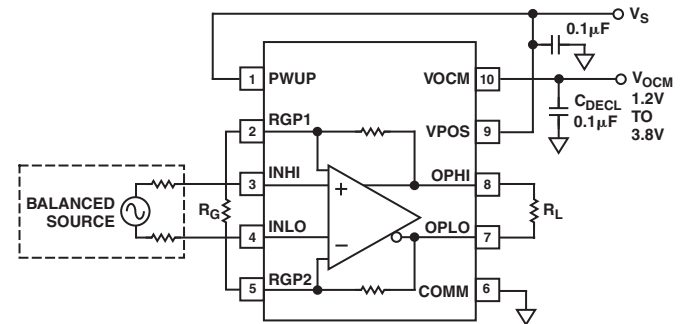 V_S
0.1µF
1 PWUP VOCM 10
V_OCM
1.2V
TO
3.8V
C_DECL
0.1µF
2 RGP1 VPOS 9
3 INHI OPHI 8
BALANCED
SOURCE
R_G
+
R_L
4 INLO OPLO 7
–
5 RGP2 COMM 6